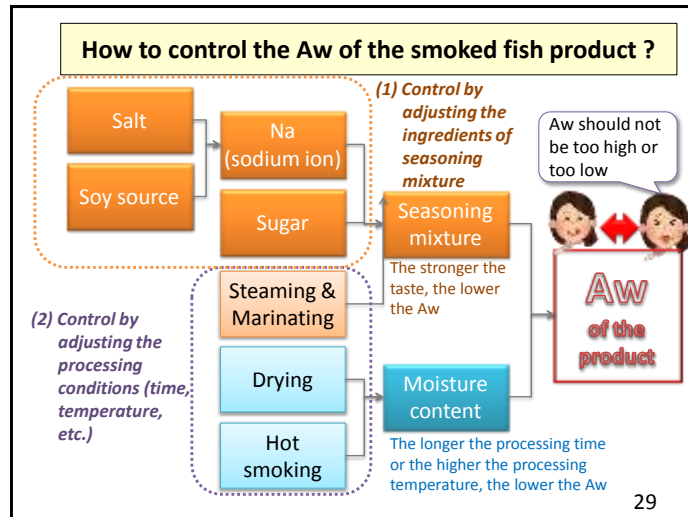 How to control the Aw of the smoked fish product ?
Salt
Soy source
Na
(sodium ion)
Sugar
(1) Control by
adjusting the
ingredients of
seasoning
mixture
Aw should not
be too high or
too low
Seasoning
mixture
The stronger the
taste, the lower
the Aw
Steaming &
Marinating
(2) Control by
adjusting the
processing
conditions (time,
temperature,
etc.)
Drying
Hot
smoking
Moisture
content
The longer the processing time
or the higher the processing
temperature, the lower the Aw
Aw
of the
product
29